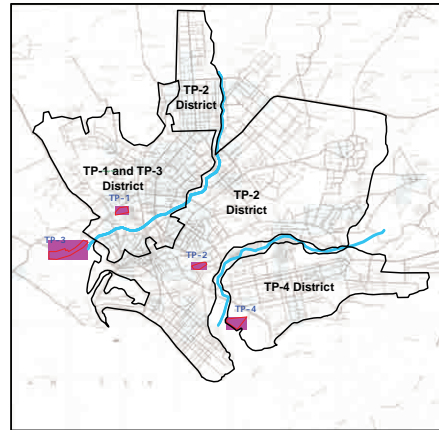 TP-2
District
TP-1 and TP-3
District
TP-1
TP-2
District
TP-3
TP-2
TP-4 District
TP-4